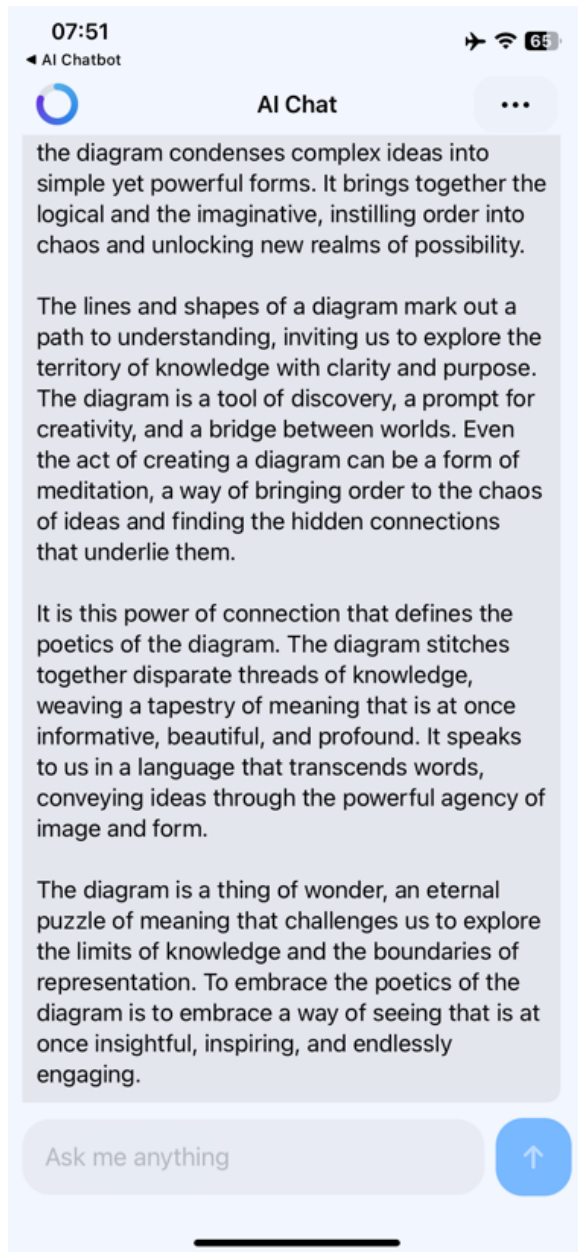 07:51
65
◀ AI Chatbot
AI Chat
the diagram condenses complex ideas into
simple yet powerful forms. It brings together the
logical and the imaginative, instilling order into
chaos and unlocking new realms of possibility.
The lines and shapes of a diagram mark out a
path to understanding, inviting us to explore the
territory of knowledge with clarity and purpose.
The diagram is a tool of discovery, a prompt for
creativity, and a bridge between worlds. Even
the act of creating a diagram can be a form of
meditation, a way of bringing order to the chaos
of ideas and finding the hidden connections
that underlie them.
It is this power of connection that defines the
poetics of the diagram. The diagram stitches
together disparate threads of knowledge,
weaving a tapestry of meaning that is at once
informative, beautiful, and profound. It speaks
to us in a language that transcends words,
conveying ideas through the powerful agency of
image and form.
The diagram is a thing of wonder, an eternal
puzzle of meaning that challenges us to explore
the limits of knowledge and the boundaries of
representation. To embrace the poetics of the
diagram is to embrace a way of seeing that is at
once insightful, inspiring, and endlessly
engaging.
Ask me anything